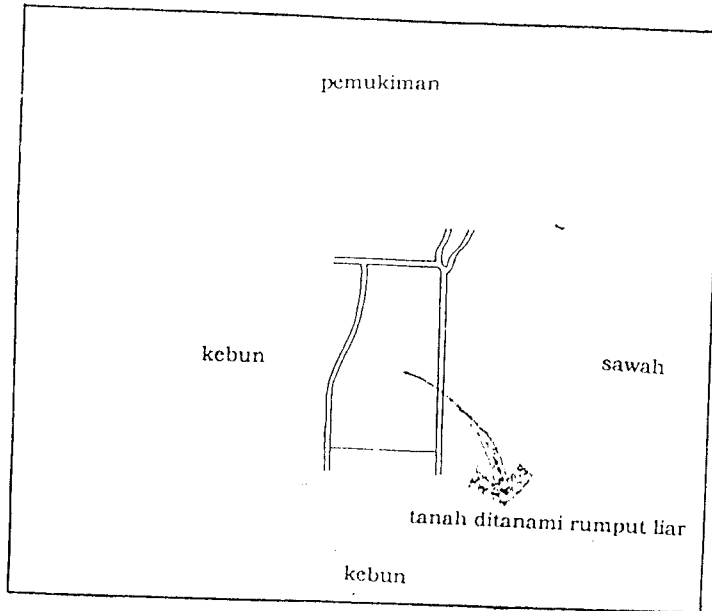 pemukiman
kebun
sawah
tanah ditanami rumput liar
kebun